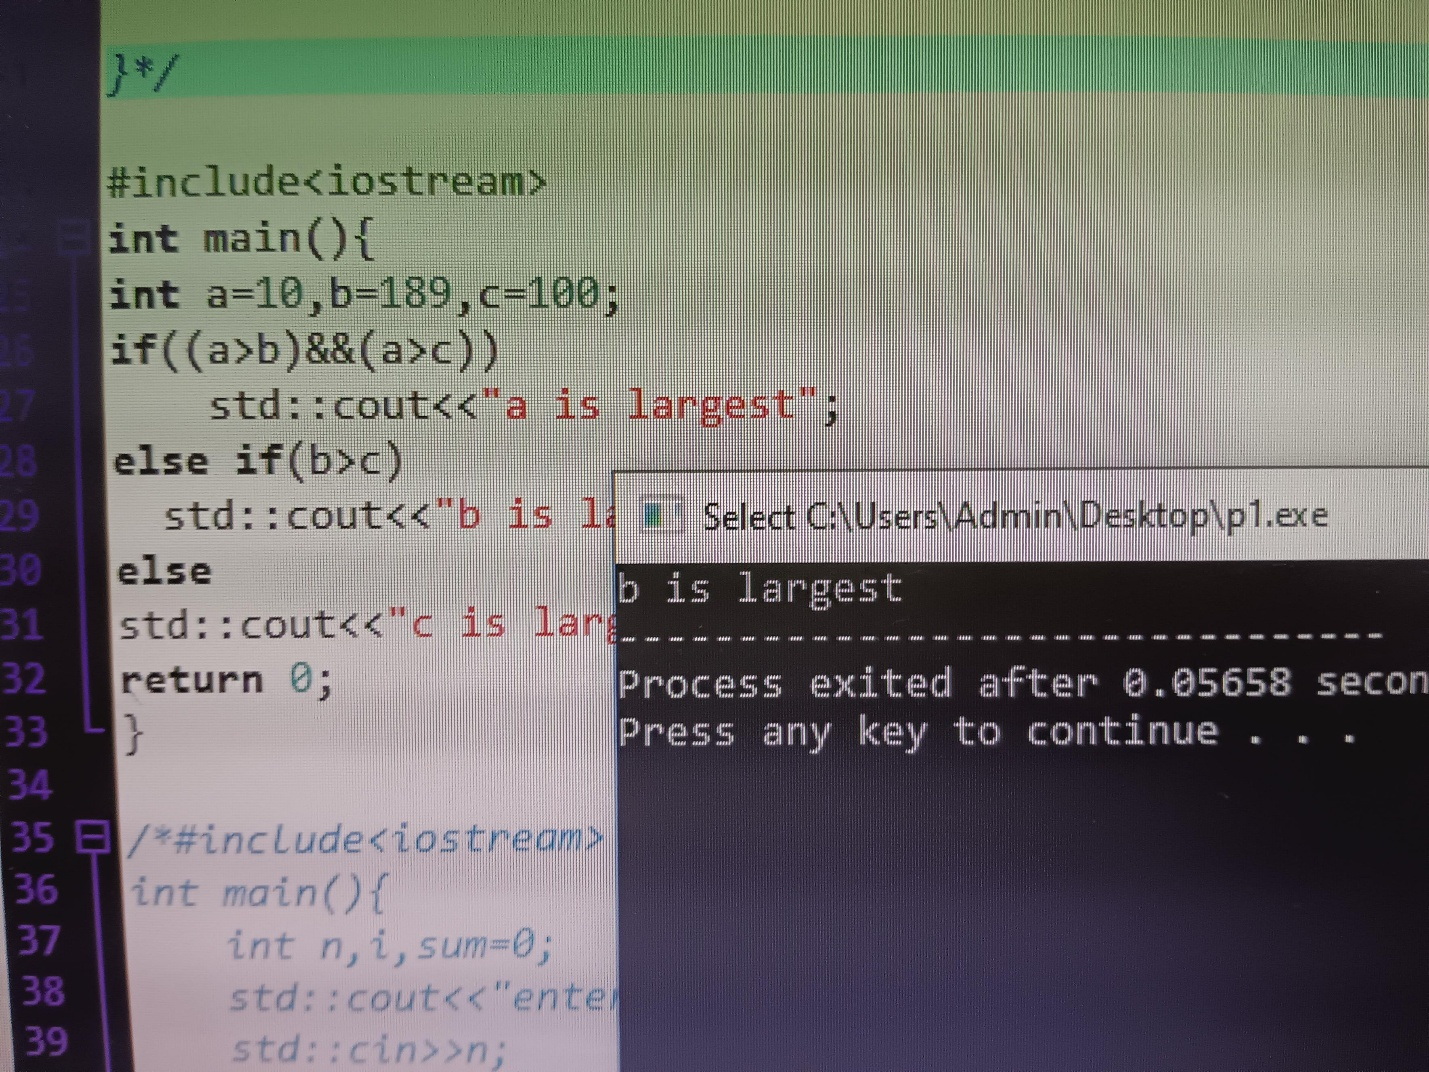 }*/
#include<iostream>
int main(){
int a=10,b=189,c=100;
26 if((a>b)&&(a>c))
27 std::cout<<"a is largest";
28 else if(b>c)
29 std::cout<<"b is
30 else
31 std::cout<<"c is
32 return 0;
33 }
34
35 /*#include<iostream>
36 int main(){
37 int n,i,sum=0;
38 std::cout<<"enter
39 std::cin>>n;
Select C:\Users\Admin\Desktop\p1.exe
b is largest
--------------------------------
Process exited after 0.05658 secon
Press any key to continue . . .